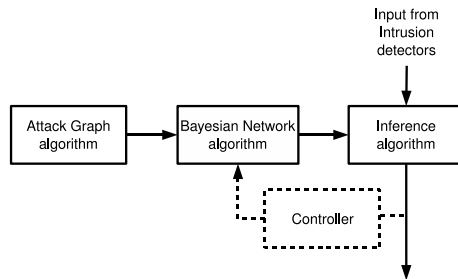 Input from
Intrusion
detectors
Attack Graph
algorithm
Bayesian Network
algorithm
Inference
algorithm
Controller